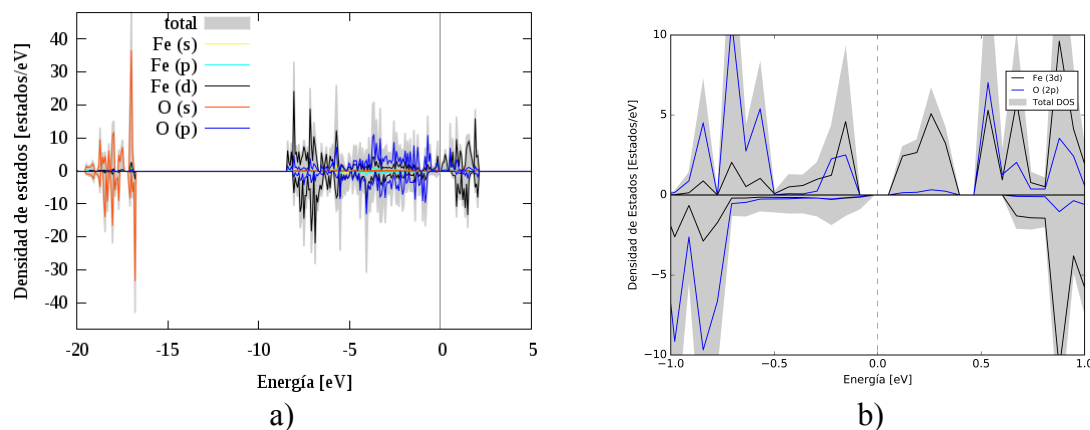 total
Fe (s)
Fe (p)
Fe (d)
O (s)
O (p)
40
30
20
10
0
-10
-20
-30
-40
Densidad de estados [estados/eV]
-20 -15 -10 -5 0 5
Energía [eV]
a)
10
5
0
−5
−10
Densidad de Estados [Estados/eV]
Fe (3d)
O (2p)
Total DOS
−1.0 −0.5 0.0 0.5 1.0
Energía [eV]
b)